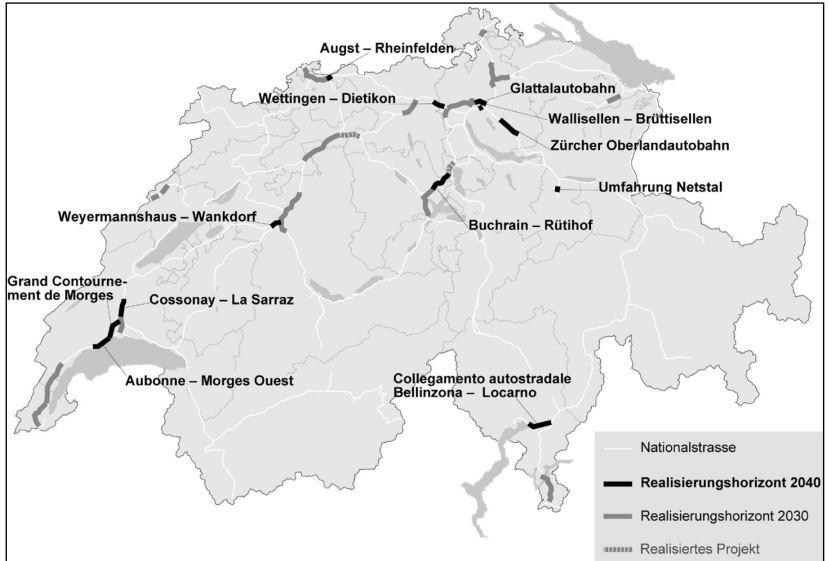 Augst – Rheinfelden
Wettingen – Dietikon
Glattalautobahn
Wallisellen – Brüttisellen
Zürcher Oberlandautobahn
Umfahrung Netstal
Weyermannshaus – Wankdorf
Buchrain – Rütihof
Grand Contourne-
ment de Morges
Cossonay – La Sarraz
Aubonne – Morges Ouest
Collegamento autostradale
Bellinzona – Locarno
Nationalstrasse
Realisierungshorizont 2040
Realisierungshorizont 2030
Realisiertes Projekt